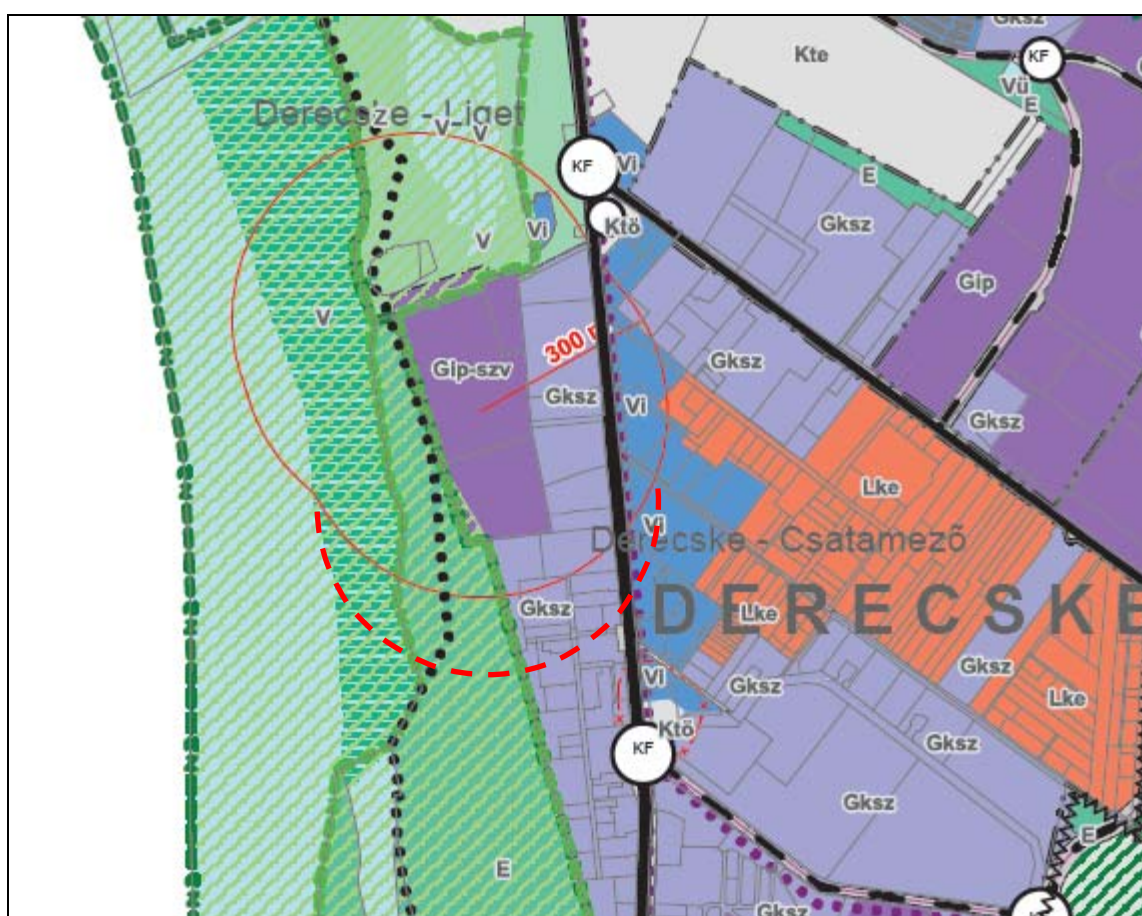 Gksz
Kte
KF
Vü
E
Derecske - Liget
V V
KF
Vi
E
Vi
Ktö
Gksz
V
Gip
V
300
Gip-szv
Gksz
Gksz
Vi
Gksz
Lke
Vi
Derecske - Csatamező
DERECSKE
Gksz
Lke
Gksz
Vi
Gksz
Lke
Ktö
KF
Gksz
Gksz
E
E
Gksz